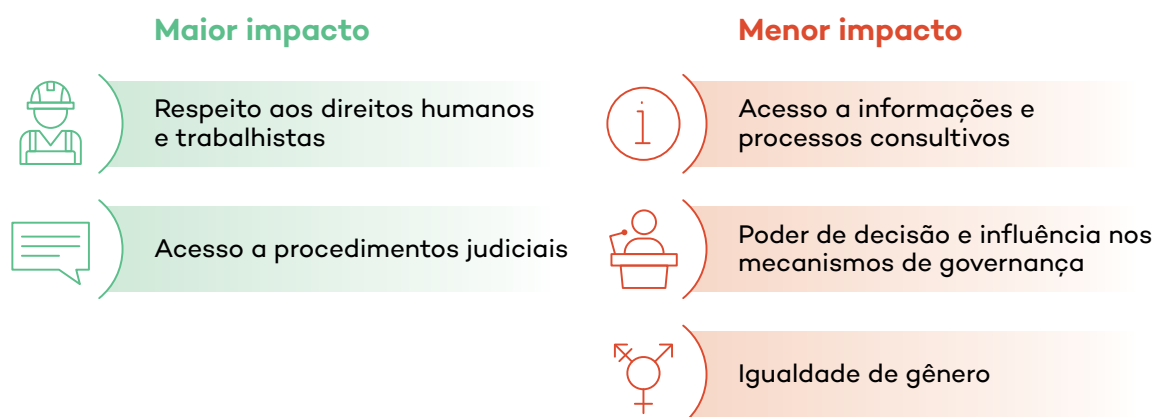 Maior impacto
Respeito aos direitos humanos
e trabalhistas
Acesso a procedimentos judiciais
Menor impacto
Acesso a informações e
processos consultivos
Poder de decisão e influência nos
mecanismos de governança
Igualdade de gênero